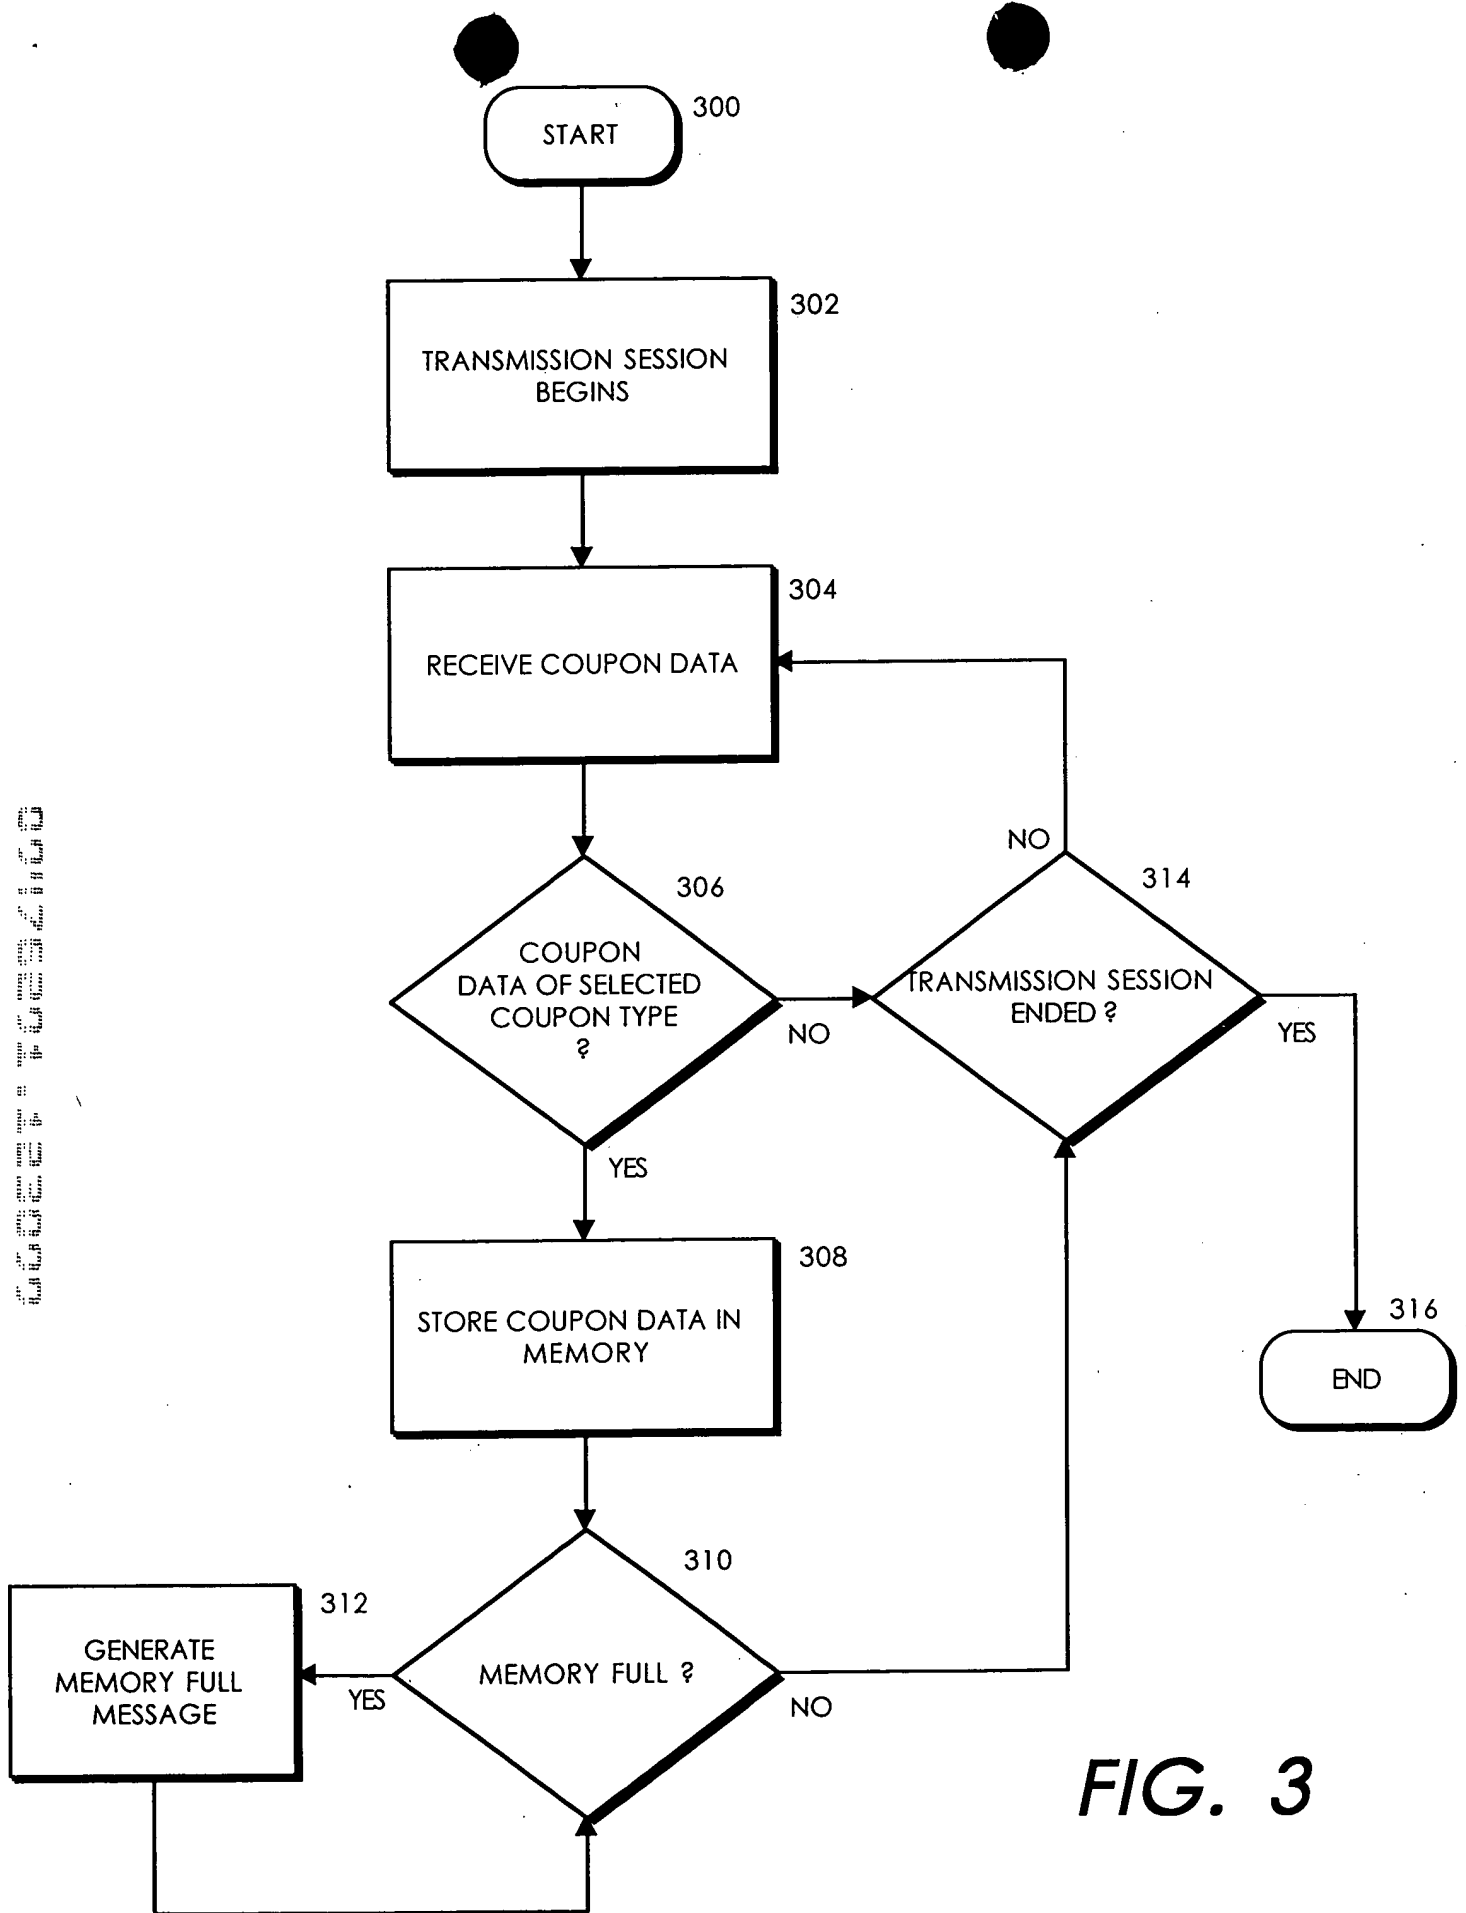 300
START
302
TRANSMISSION SESSION
BEGINS
304
RECEIVE COUPON DATA
NO
306
314
COUPON
DATA OF SELECTED
COUPON TYPE
?
TRANSMISSION SESSION
ENDED ?
NO
YES
YES
308
STORE COUPON DATA IN
MEMORY
316
END
310
312
GENERATE
MEMORY FULL
MESSAGE
MEMORY FULL ?
YES
NO
FIG. 3